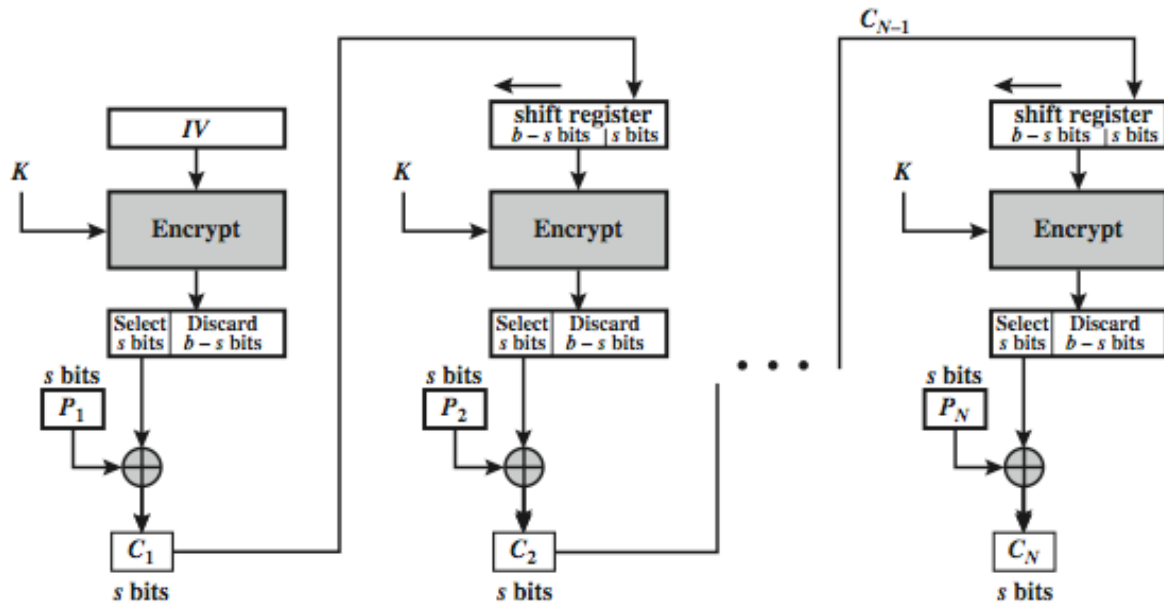 C_{N-1}
IV
shift register
b – s bits | s bits
shift register
b – s bits | s bits
K
Encrypt
K
Encrypt
K
Encrypt
Select | Discard
s bits | b – s bits
Select | Discard
s bits | b – s bits
Select | Discard
s bits | b – s bits
s bits
P_1
s bits
P_2
s bits
P_N
C_1
s bits
C_2
s bits
C_N
s bits